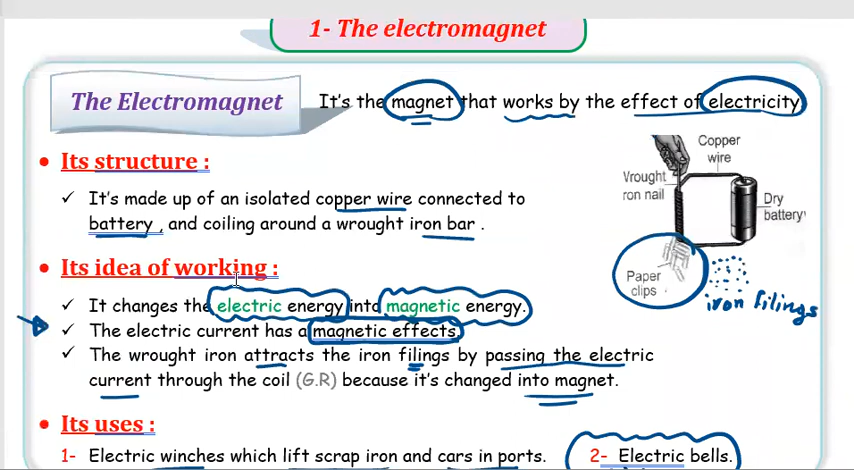 1- The electromagnet
The Electromagnet
It's the magnet that works by the effect of electricity
• Its structure :
Copper
wire
✓ It's made up of an isolated copper wire connected to
Vrought
ron nail
battery , and coiling around a wrought iron bar .
Dry
battery
• Its idea of working :
Paper
clips
iron filings
✓ It changes the electric energy into magnetic energy.
✓ The electric current has a magnetic effects.
✓ The wrought iron attracts the iron filings by passing the electric
current through the coil (G.R) because it's changed into magnet.
• Its uses :
1- Electric winches which lift scrap iron and cars in ports.
2- Electric bells.